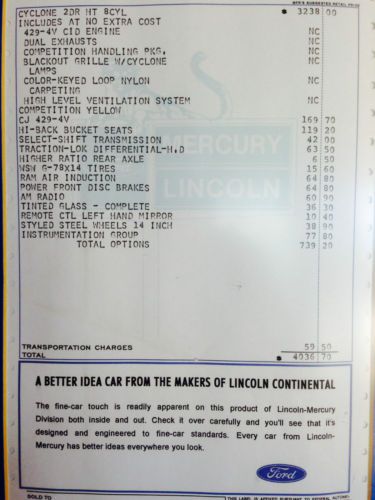 MFR'S SUGGESTED RETAIL PRICE
CYCLONE 2DR HT 8CYL * 3238 00
INCLUDES AT NO EXTRA COST
429-4V CID ENGINE NC
DUAL EXHAUSTS NC
COMPETITION HANDLING PKG. NC
BLACKOUT GRILLE W/CYCLONE NC
LAMPS
COLOR-KEYED LOOP NYLON NC
CARPETING
HIGH LEVEL VENTILATION SYSTEM NC
COMPETITION YELLOW
CJ 429-4V 169 70
HI-BACK BUCKET SEATS 119 20
SELECT-SHIFT TRANSMISSION 42 00
TRACTION-LOK DIFFERENTIAL-H.D 63 50
HIGHER RATIO REAR AXLE 6 50
WSW G-78X14 TIRES 15 60
RAM AIR INDUCTION 64 80
POWER FRONT DISC BRAKES 64 80
AM RADIO 60 90
TINTED GLASS - COMPLETE 36 30
REMOTE CTL LEFT HAND MIRROR 10 40
STYLED STEEL WHEELS 14 INCH 38 90
INSTRUMENTATION GROUP 77 80
TOTAL OPTIONS 739 20
MERCURY
LINCOLN
TRANSPORTATION CHARGES 59 50
TOTAL * 4036 70
A BETTER IDEA CAR FROM THE MAKERS OF LINCOLN CONTINENTAL
The fine-car touch is readily apparent on this product of Lincoln-Mercury
Division both inside and out. Check it over carefully and you'll see that it's
designed and engineered to fine-car standards. Every car from Lincoln-
Mercury has better ideas everywhere you look.
Ford
SOLD TO
THIS LABEL IS AFFIXED PURSUANT TO FEDERAL AUTOMO